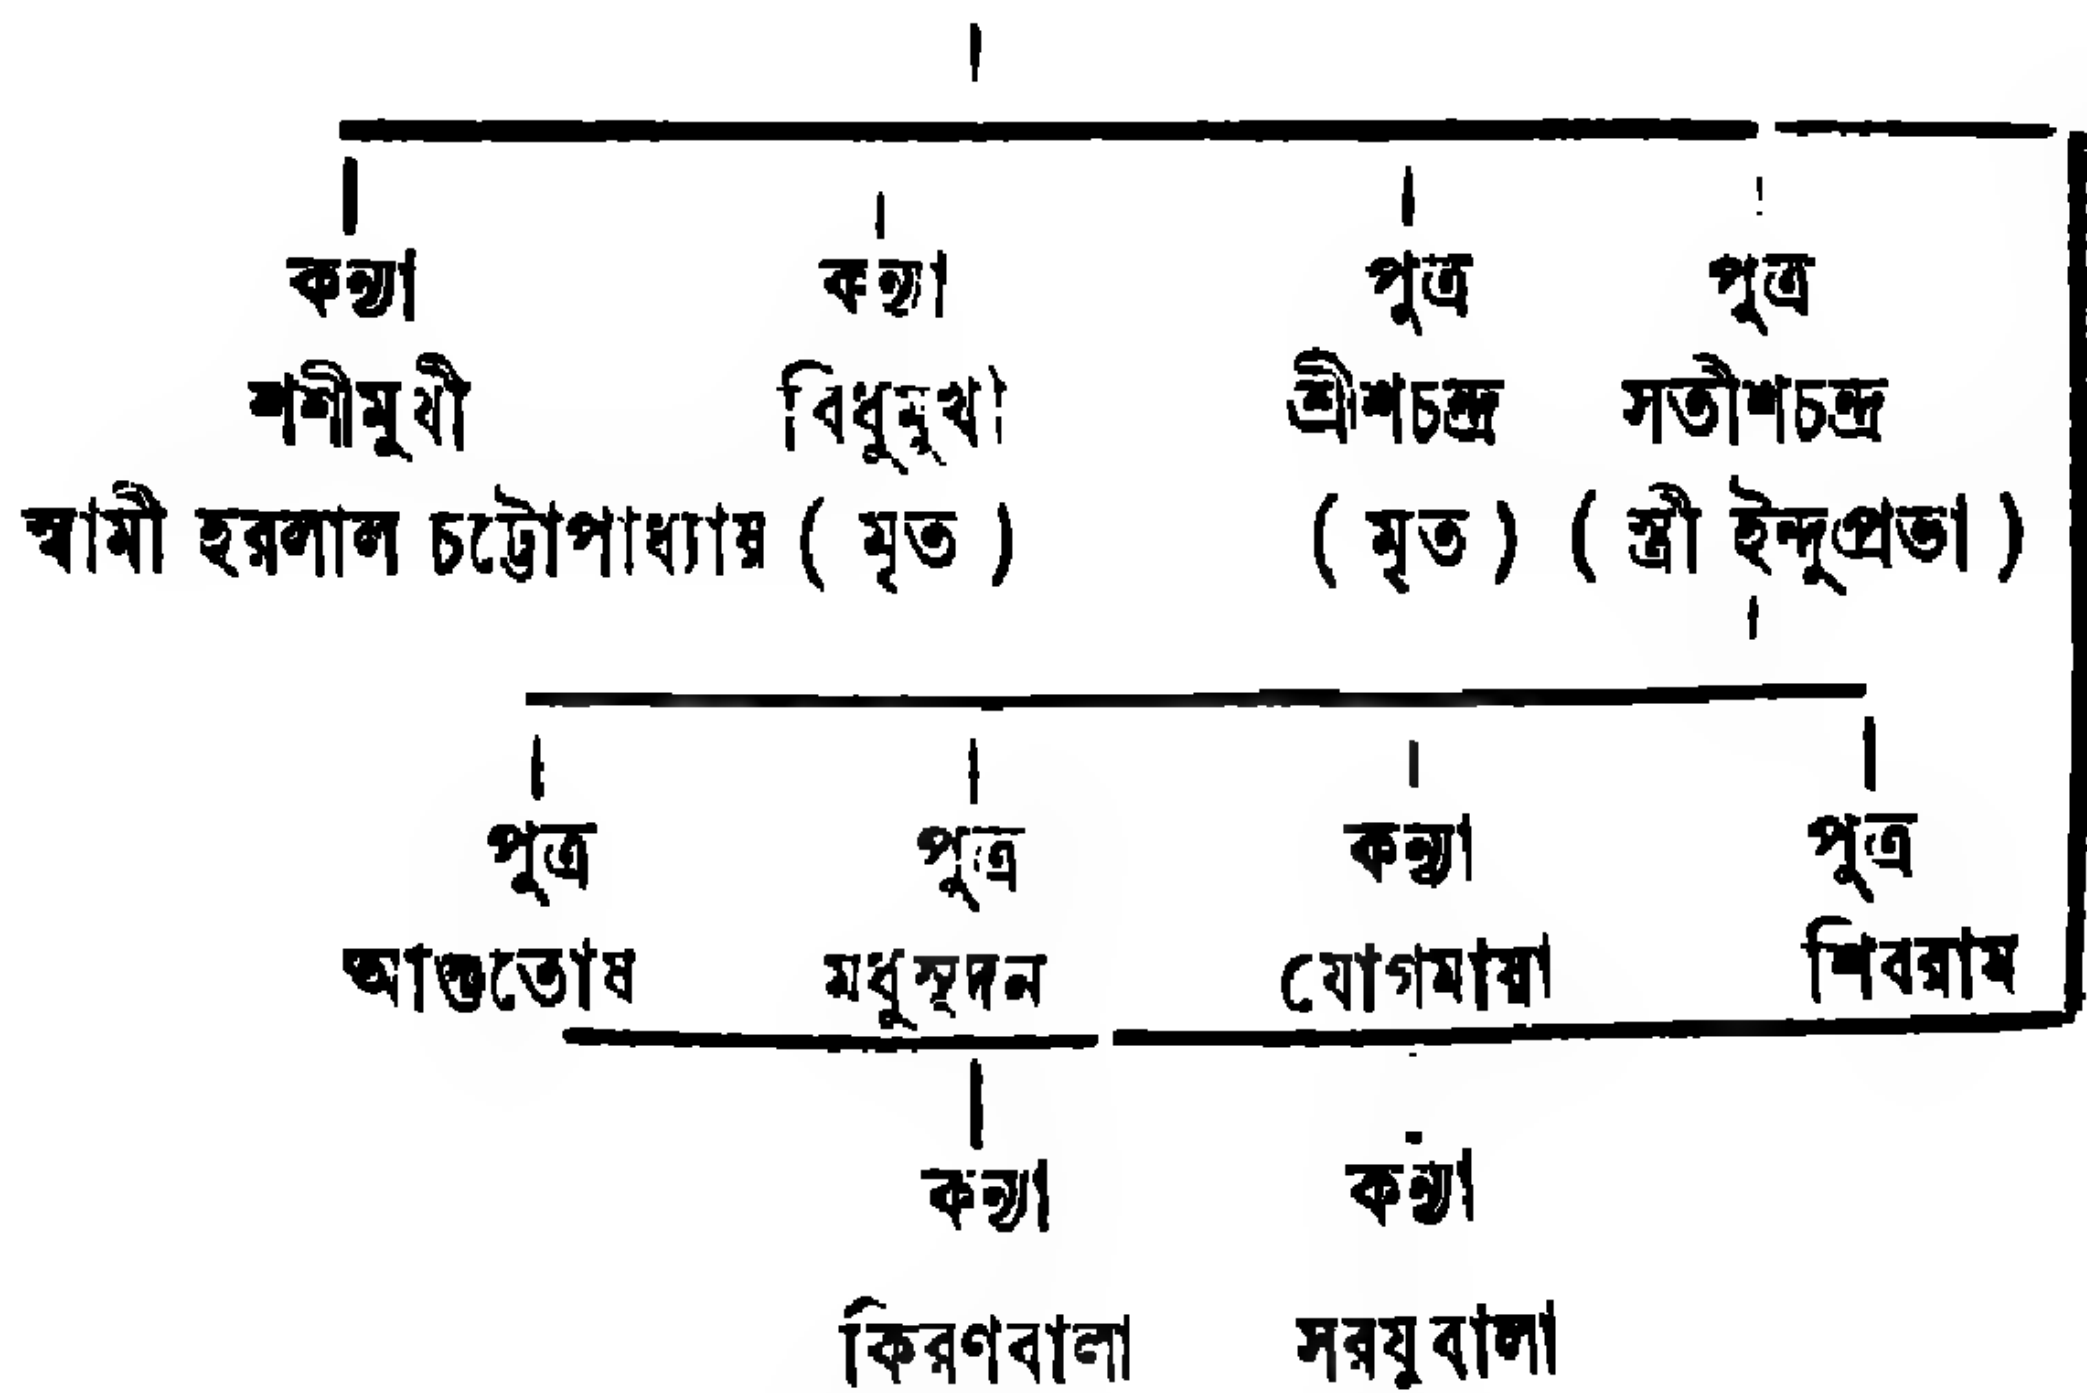 কন্যা কন্যা পুত্র পুত্র
শশীমুখী বিধুমুখী শ্রীশচন্দ্র সতীশচন্দ্র
স্বামী হরলাল চট্টোপাধ্যায় ( মৃত ) ( মৃত ) ( স্ত্রী ইন্দুপ্রভা )
পুত্র পুত্র কন্যা পুত্র
আশুতোষ মধুসূদন যোগমায়া শিবরাম
কন্যা কন্যা
কিরণবালা সরযুবালা